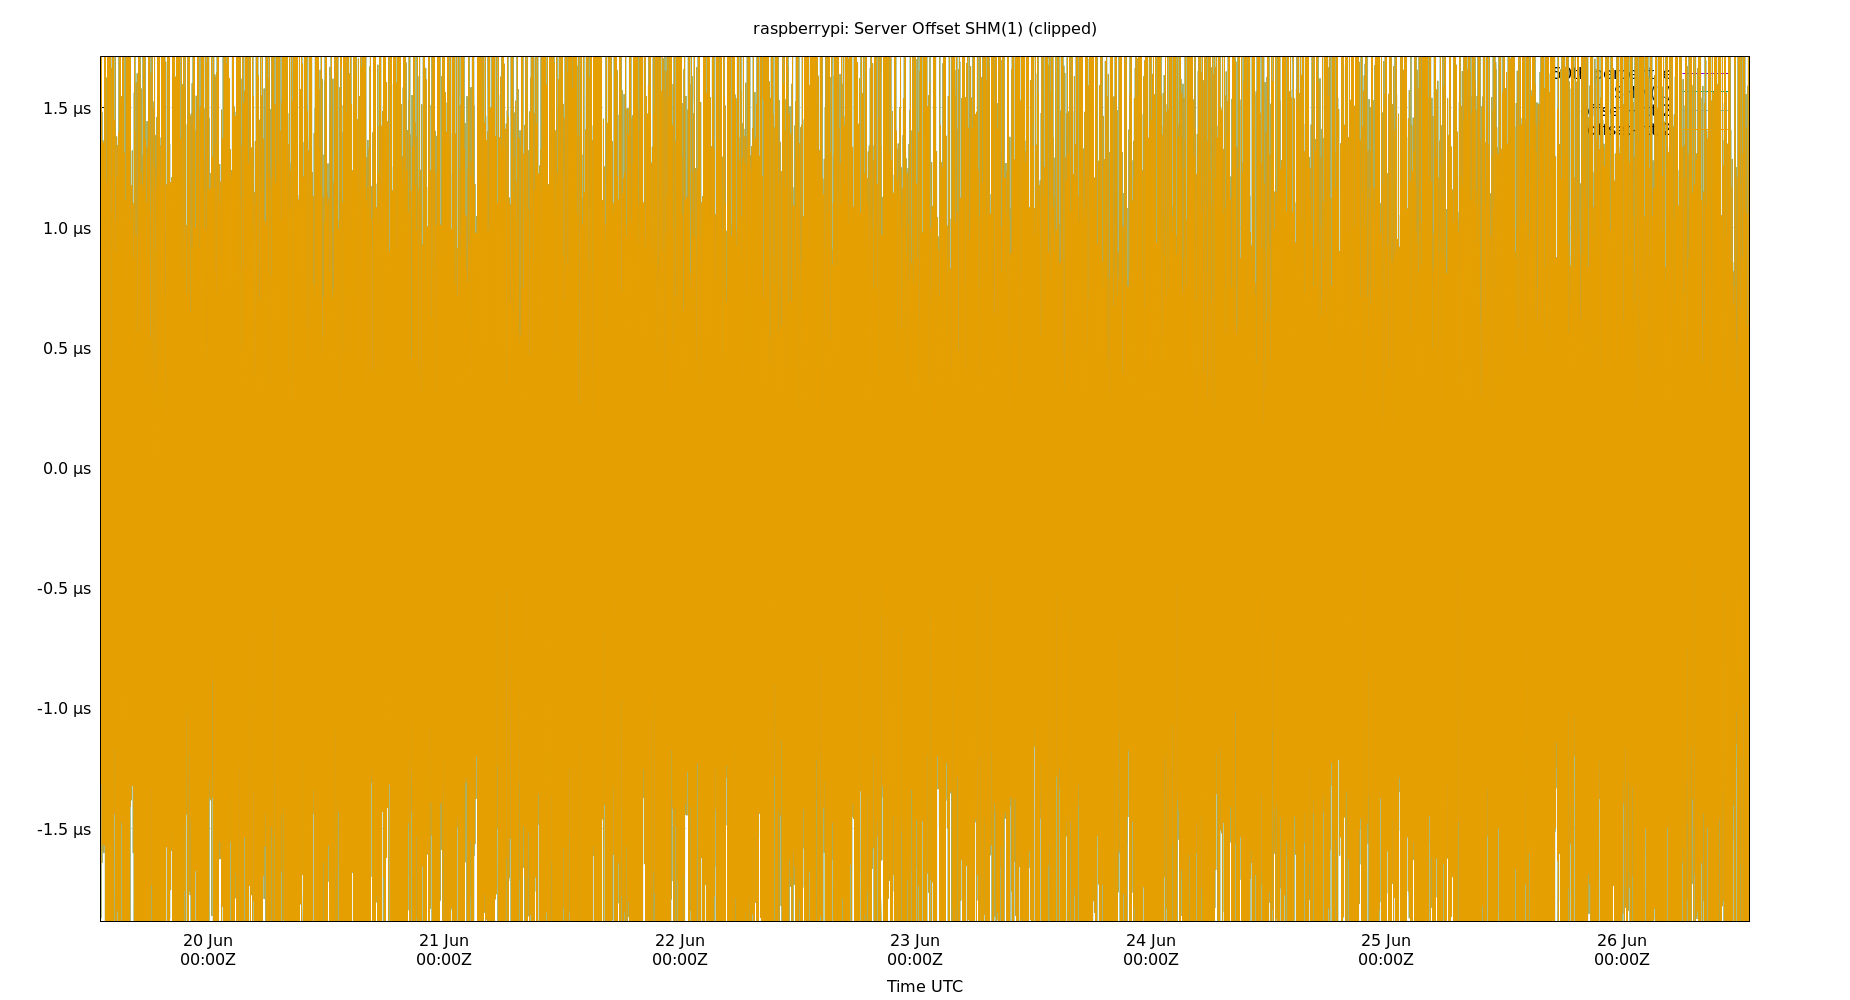 raspberrypi: Server Offset SHM(1) (clipped)
1.5 µs
1.0 µs
0.5 µs
0.0 µs
-0.5 µs
-1.0 µs
-1.5 µs
20 Jun 21 Jun 22 Jun 23 Jun 24 Jun 25 Jun 26 Jun
00:00Z 00:00Z 00:00Z 00:00Z 00:00Z 00:00Z 00:00Z
Time UTC